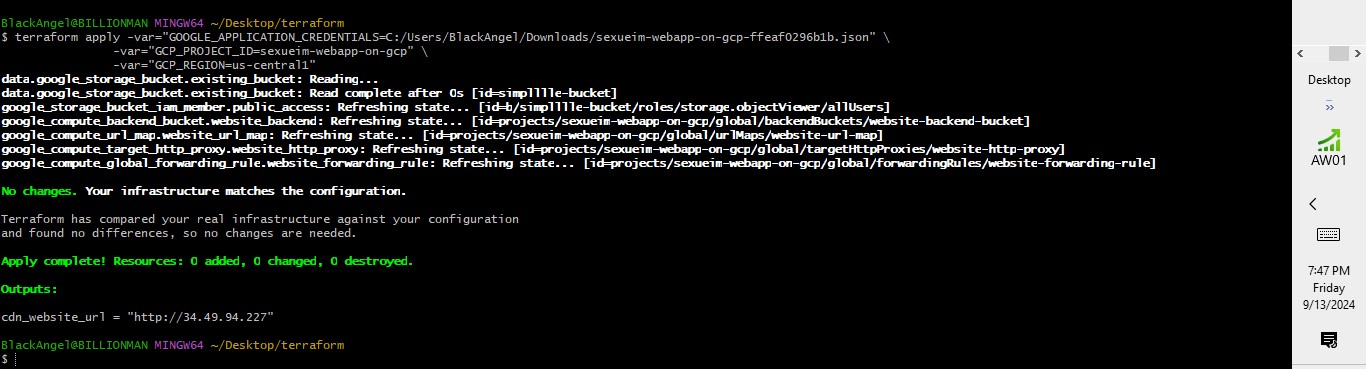 BlackAngel@BILLIONMAN MINGW64 ~/Desktop/terraform
$ terraform apply -var="GOOGLE_APPLICATION_CREDENTIALS=C:/Users/BlackAngel/Downloads/sexueim-webapp-on-gcp-ffeaf0296b1b.json" \
-var="GCP_PROJECT_ID=sexueim-webapp-on-gcp" \
-var="GCP_REGION=us-central1"
data.google_storage_bucket.existing_bucket: Reading...
data.google_storage_bucket.existing_bucket: Read complete after 0s [id=simplllle-bucket]
google_storage_bucket_iam_member.public_access: Refreshing state... [id=b/simplllle-bucket/roles/storage.objectViewer/allUsers]
google_compute_backend_bucket.website_backend: Refreshing state... [id=projects/sexueim-webapp-on-gcp/global/backendBuckets/website-backend-bucket]
google_compute_url_map.website_url_map: Refreshing state... [id=projects/sexueim-webapp-on-gcp/global/urlMaps/website-url-map]
google_compute_target_http_proxy.website_http_proxy: Refreshing state... [id=projects/sexueim-webapp-on-gcp/global/targetHttpProxies/website-http-proxy]
google_compute_global_forwarding_rule.website_forwarding_rule: Refreshing state... [id=projects/sexueim-webapp-on-gcp/global/forwardingRules/website-forwarding-rule]
No changes. Your infrastructure matches the configuration.
Terraform has compared your real infrastructure against your configuration
and found no differences, so no changes are needed.
Apply complete! Resources: 0 added, 0 changed, 0 destroyed.
Outputs:
cdn_website_url = "http://34.49.94.227"
BlackAngel@BILLIONMAN MINGW64 ~/Desktop/terraform
$
Desktop
AW01
7:47 PM
Friday
9/13/2024